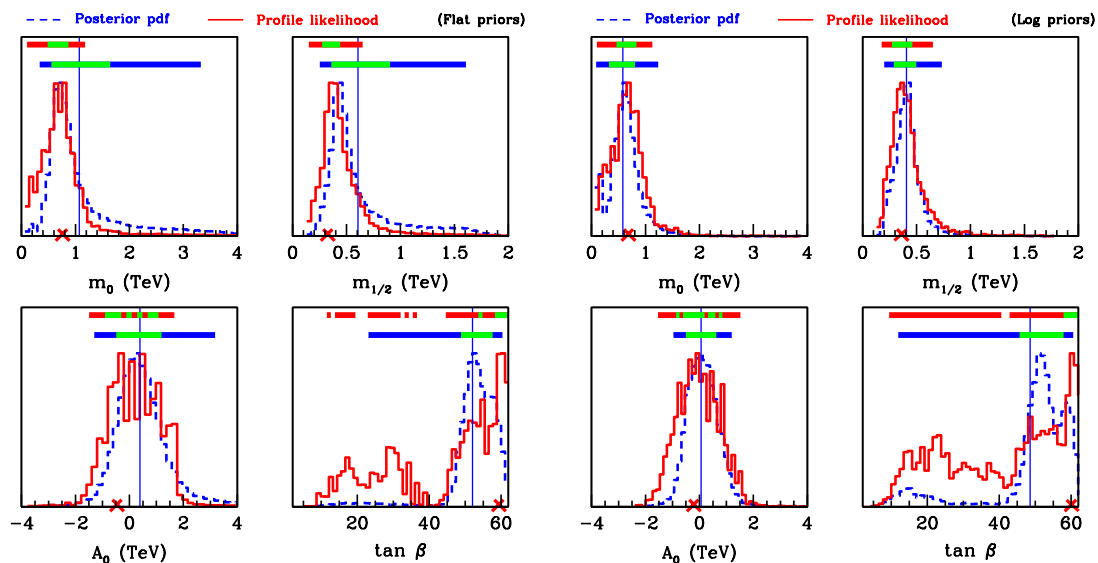 Posterior pdf Profile likelihood (Flat priors) Posterior pdf Profile likelihood (Log priors)
0 1 2 3 4 0 0.5 1 1.5 2 0 1 2 3 4 0 0.5 1 1.5 2
m₀ (TeV) m₁/₂ (TeV) m₀ (TeV) m₁/₂ (TeV)
−4 −2 0 2 4 20 40 60 −4 −2 0 2 4 20 40 60
A₀ (TeV) tan β A₀ (TeV) tan β